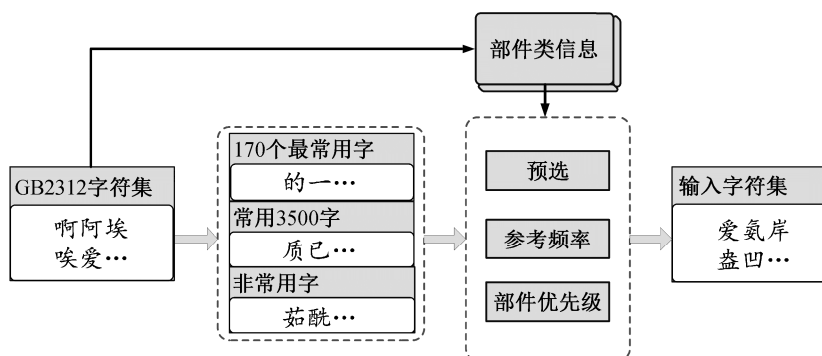 部件类信息
GB2312字符集
啊阿埃
唉爱…
170个最常用字
的一…
常用3500字
质已…
非常用字
茹酰…
预选
参考频率
部件优先级
输入字符集
爱氨岸
盎凹…